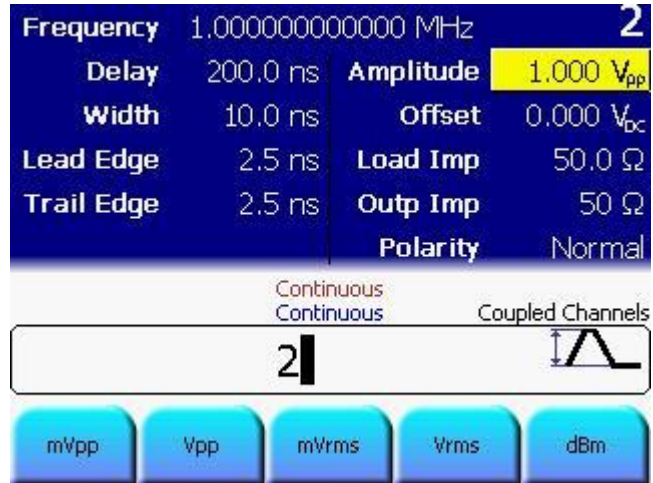 Frequency 1.000000000000 MHz 2
Delay 200.0 ns Amplitude 1.000 Vpp
Width 10.0 ns Offset 0.000 VDC
Lead Edge 2.5 ns Load Imp 50.0 Ω
Trail Edge 2.5 ns Outp Imp 50 Ω
Polarity Normal
Continuous
Continuous Coupled Channels
2
mVpp Vpp mVrms Vrms dBm